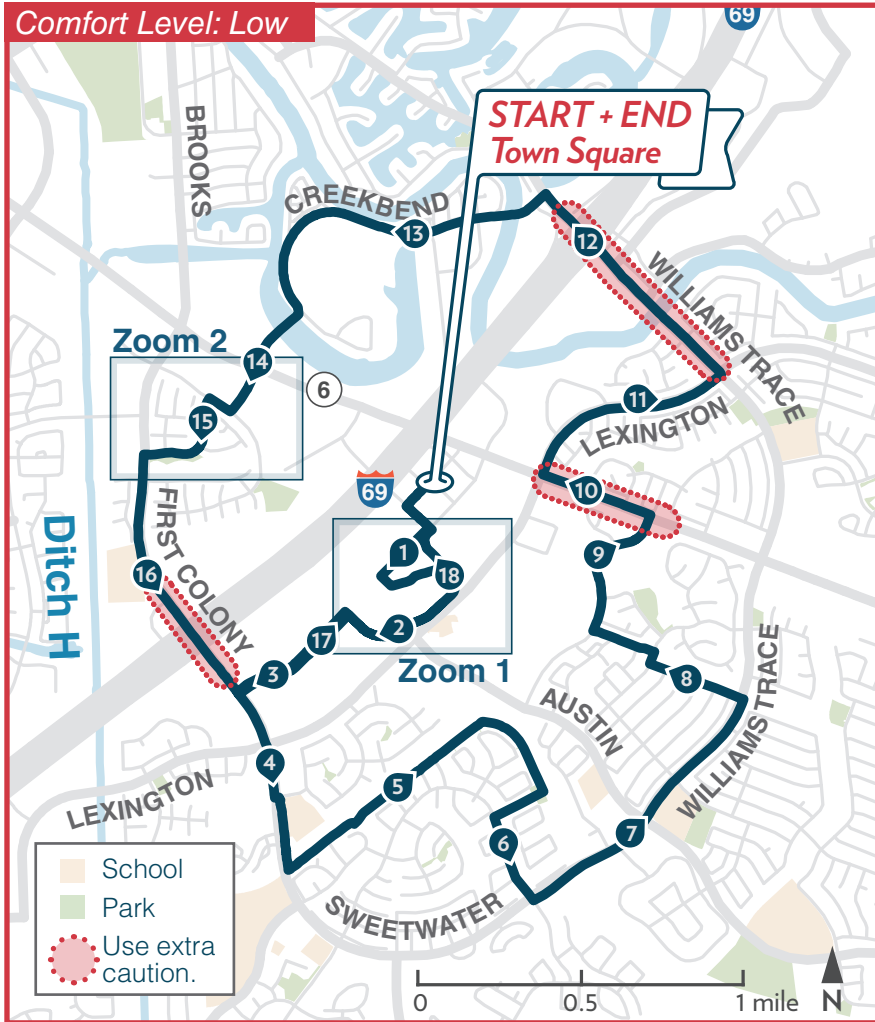 Comfort Level: Low
69
START + END
Town Square
BROOKS
CREEKBEND
13
12
WILLIAMS TRACE
Zoom 2
14
6
15
11
LEXINGTON
69
10
FIRST COLONY
Ditch H
1
9
16
18
2
17
Zoom 1
3
8
WILLIAMS TRACE
AUSTIN
4
5
LEXINGTON
7
6
SWEETWATER
School
Park
Use extra
caution.
0
0.5
1 mile
N